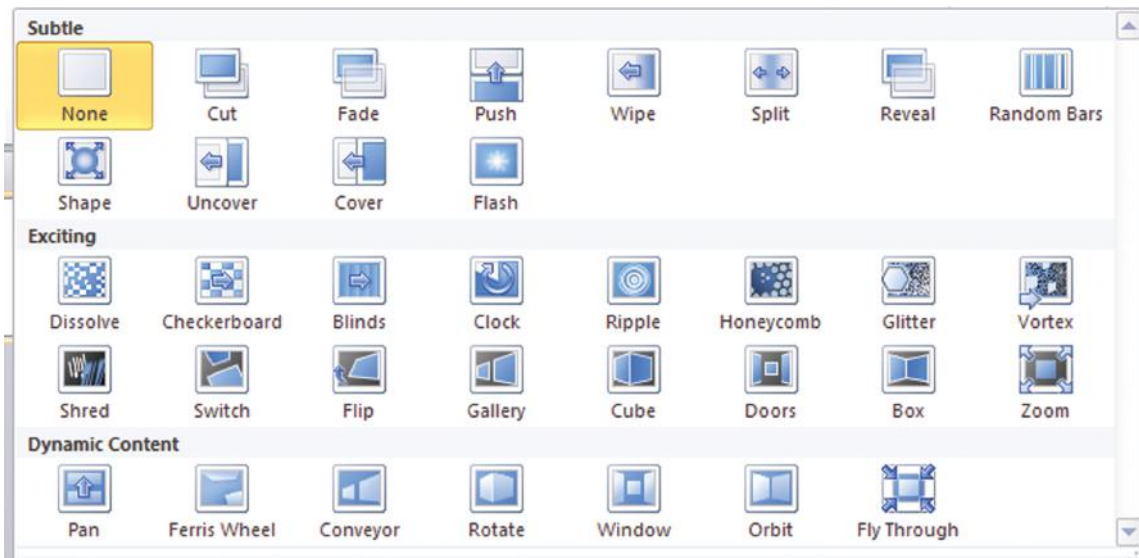 Subtle
None Cut Fade Push Wipe Split Reveal Random Bars
Shape Uncover Cover Flash
Exciting
Dissolve Checkerboard Blinds Clock Ripple Honeycomb Glitter Vortex
Shred Switch Flip Gallery Cube Doors Box Zoom
Dynamic Content
Pan Ferris Wheel Conveyor Rotate Window Orbit Fly Through